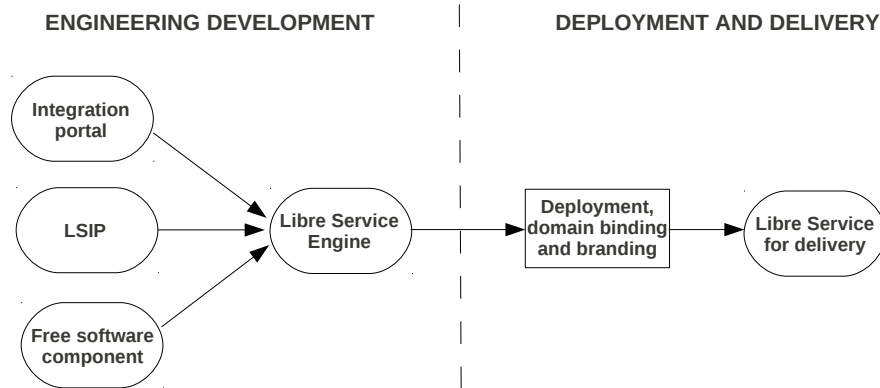 ENGINEERING DEVELOPMENT
DEPLOYMENT AND DELIVERY
Integration
portal
LSIP
Free software
component
Libre Service
Engine
Deployment,
domain binding
and branding
Libre Service
for delivery